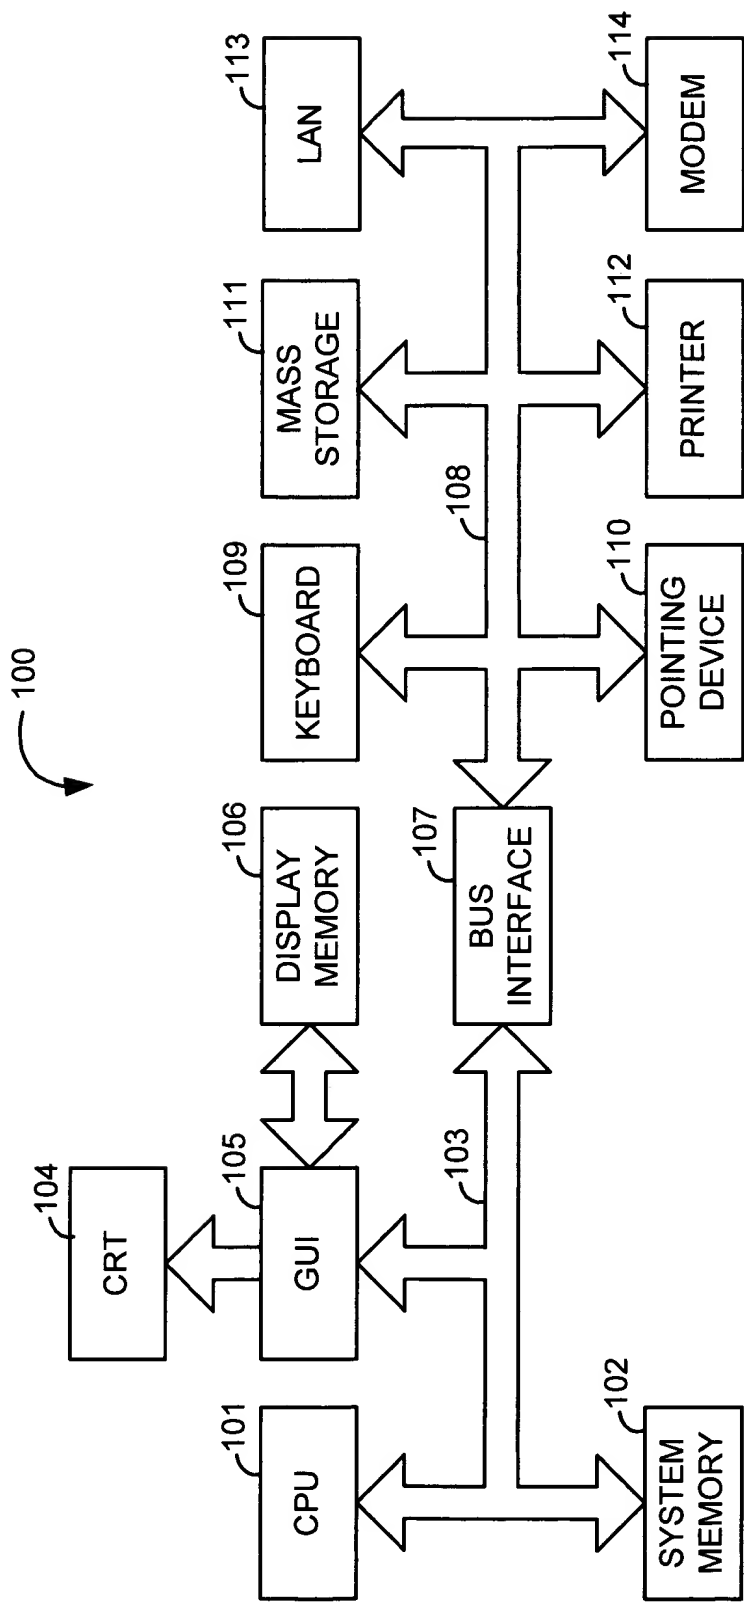 100
104
CRT
101
CPU
105
GUI
106
DISPLAY
MEMORY
109
KEYBOARD
111
MASS
STORAGE
113
LAN
103
107
BUS
INTERFACE
108
102
SYSTEM
MEMORY
110
POINTING
DEVICE
112
PRINTER
114
MODEM